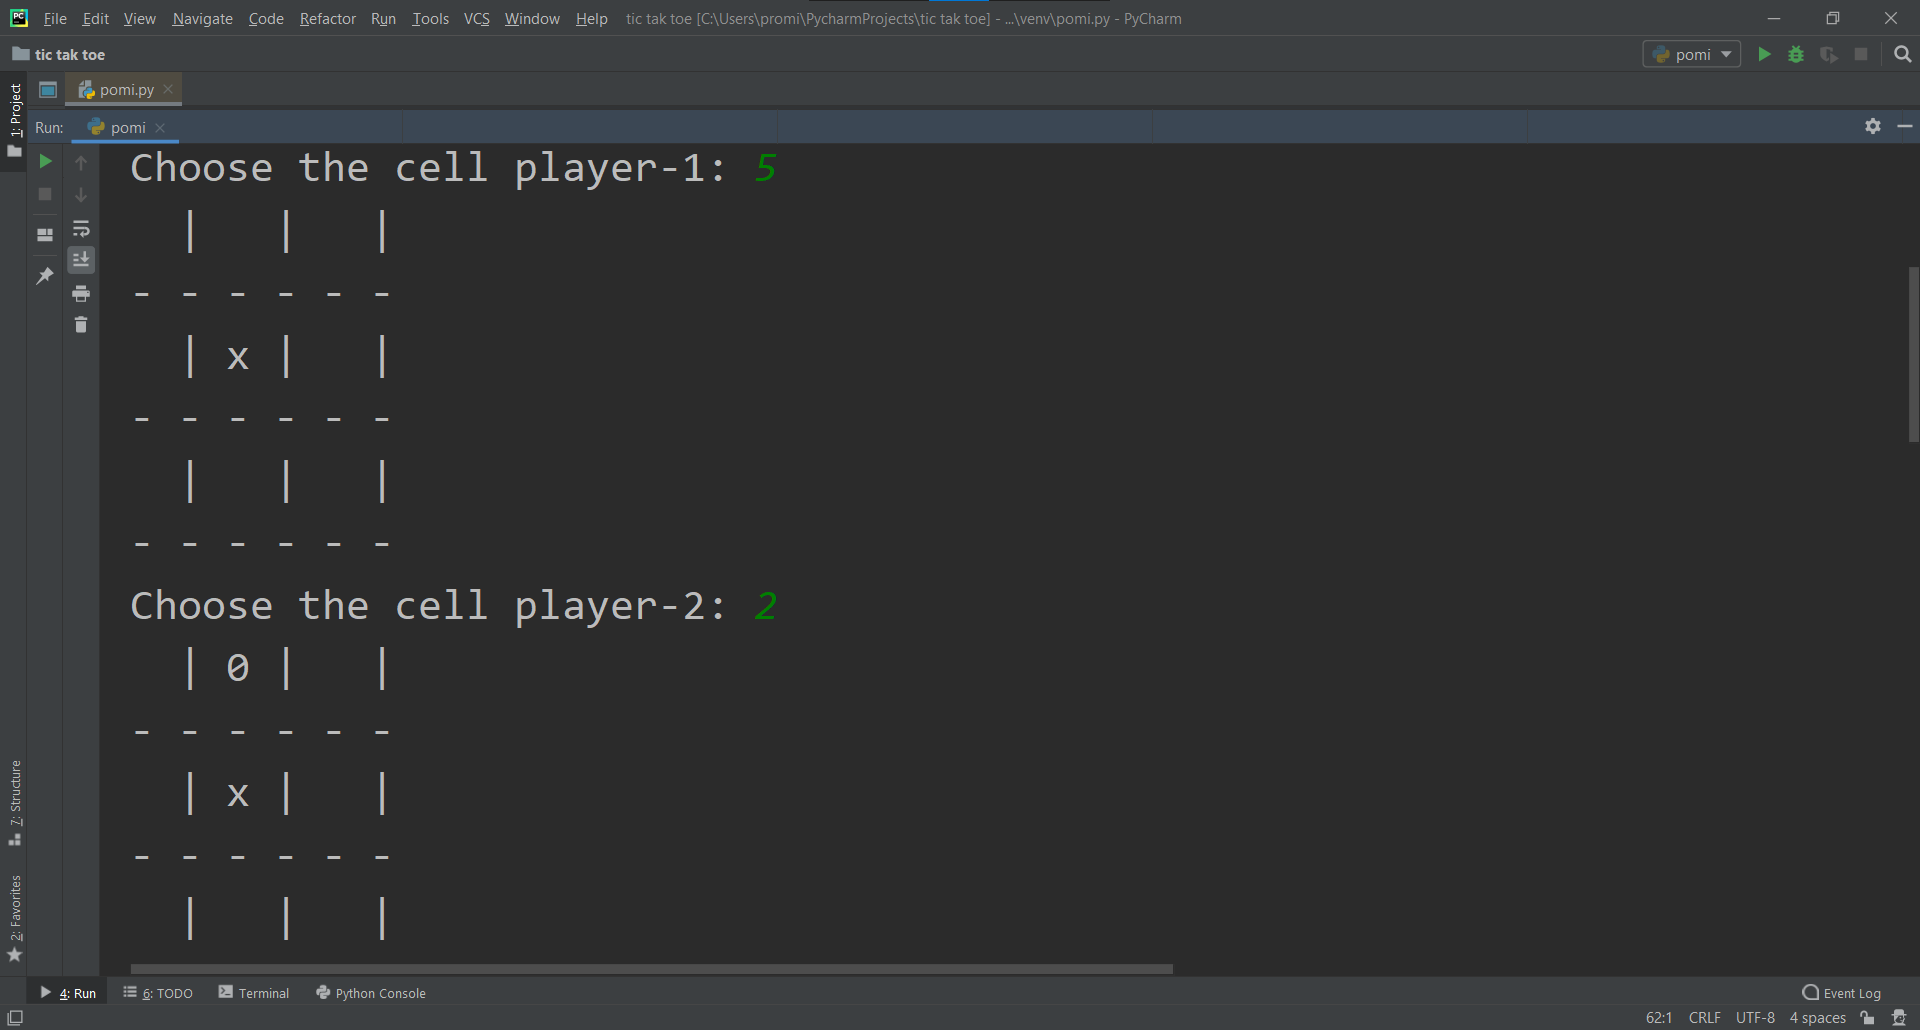 PC File Edit View Navigate Code Refactor Run Tools VCS Window Help tic tak toe [C:\Users\promi\PycharmProjects\tic tak toe] - ...\venv\pomi.py - PyCharm
tic tak toe pomi
1: Project
pomi.py
Run: pomi
Choose the cell player-1: 5
  |   |   |
- - - - - -
  | x |   |
- - - - - -
  |   |   |
- - - - - -
Choose the cell player-2: 2
  | 0 |   |
- - - - - -
  | x |   |
- - - - - -
  |   |   |
7: Structure
2: Favorites
4: Run 6: TODO Terminal Python Console Event Log
62:1 CRLF UTF-8 4 spaces